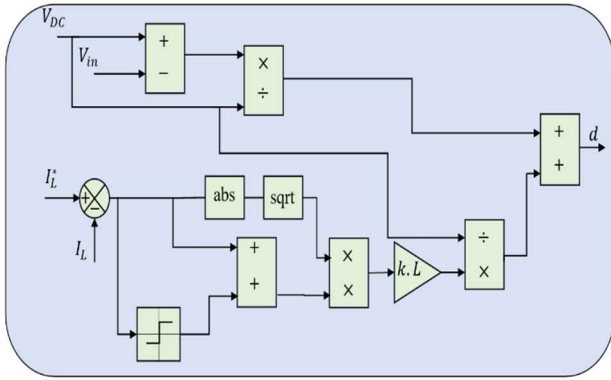 V_DC
V_in
+
−
×
÷
+
+
d
I_L^*
+
−
I_L
abs
sqrt
+
+
×
×
k.L
÷
×